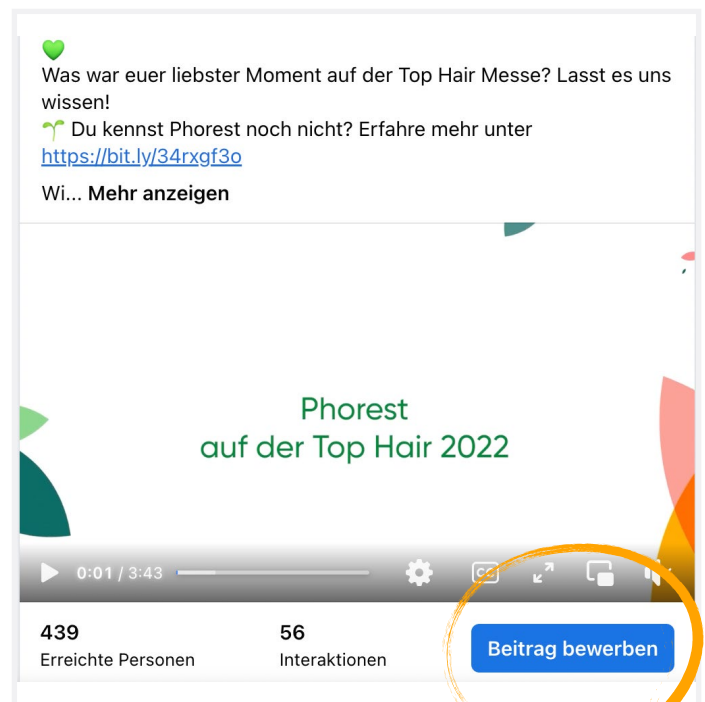 💚
Was war euer liebster Moment auf der Top Hair Messe? Lasst es uns
wissen!
🌱 Du kennst Phorest noch nicht? Erfahre mehr unter
https://bit.ly/34rxgf3o
Wi... Mehr anzeigen
Phorest
auf der Top Hair 2022
0:01 / 3:43
CC
439
Erreichte Personen
56
Interaktionen
Beitrag bewerben